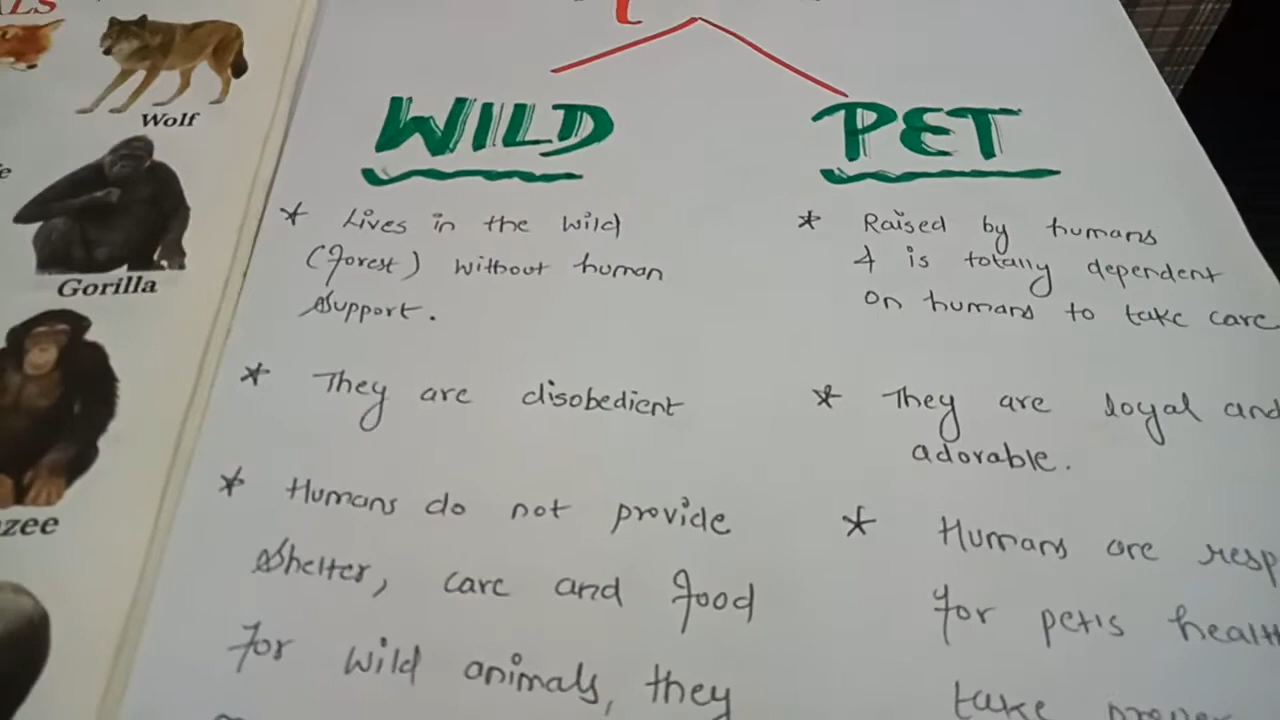 Wolf
Gorilla
WILD
* Lives in the wild
(forest) without human
support.
* They are disobedient
* Humans do not provide
shelter, care and food
for wild animals, they
PET
* Raised by humans
& is totally dependent
on humans to take care
* They are loyal and
adorable.
* Humans are resp
for pet's health
take